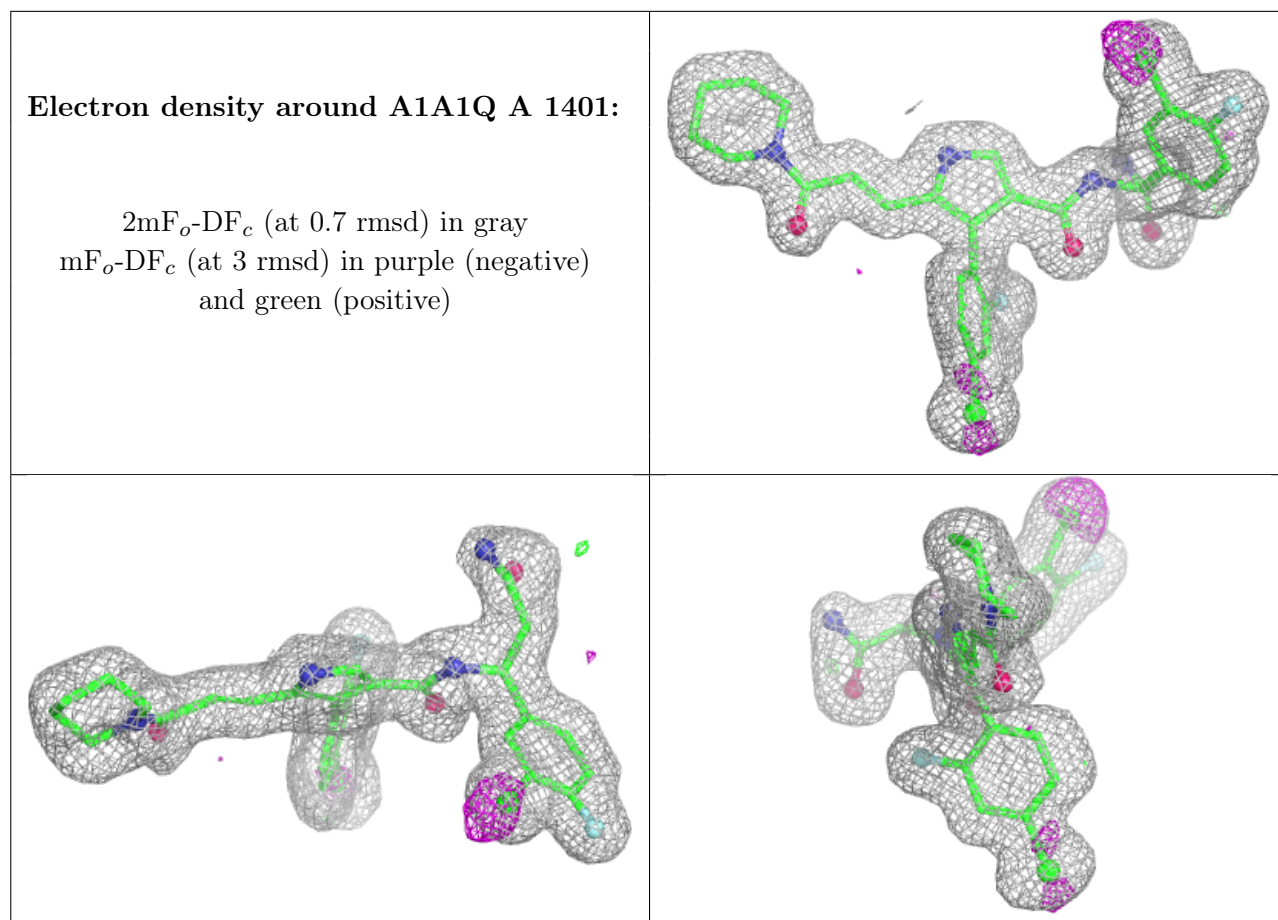 Electron density around A1A1Q A 1401:
2mFo-DFc (at 0.7 rmsd) in gray
mFo-DFc (at 3 rmsd) in purple (negative)
and green (positive)